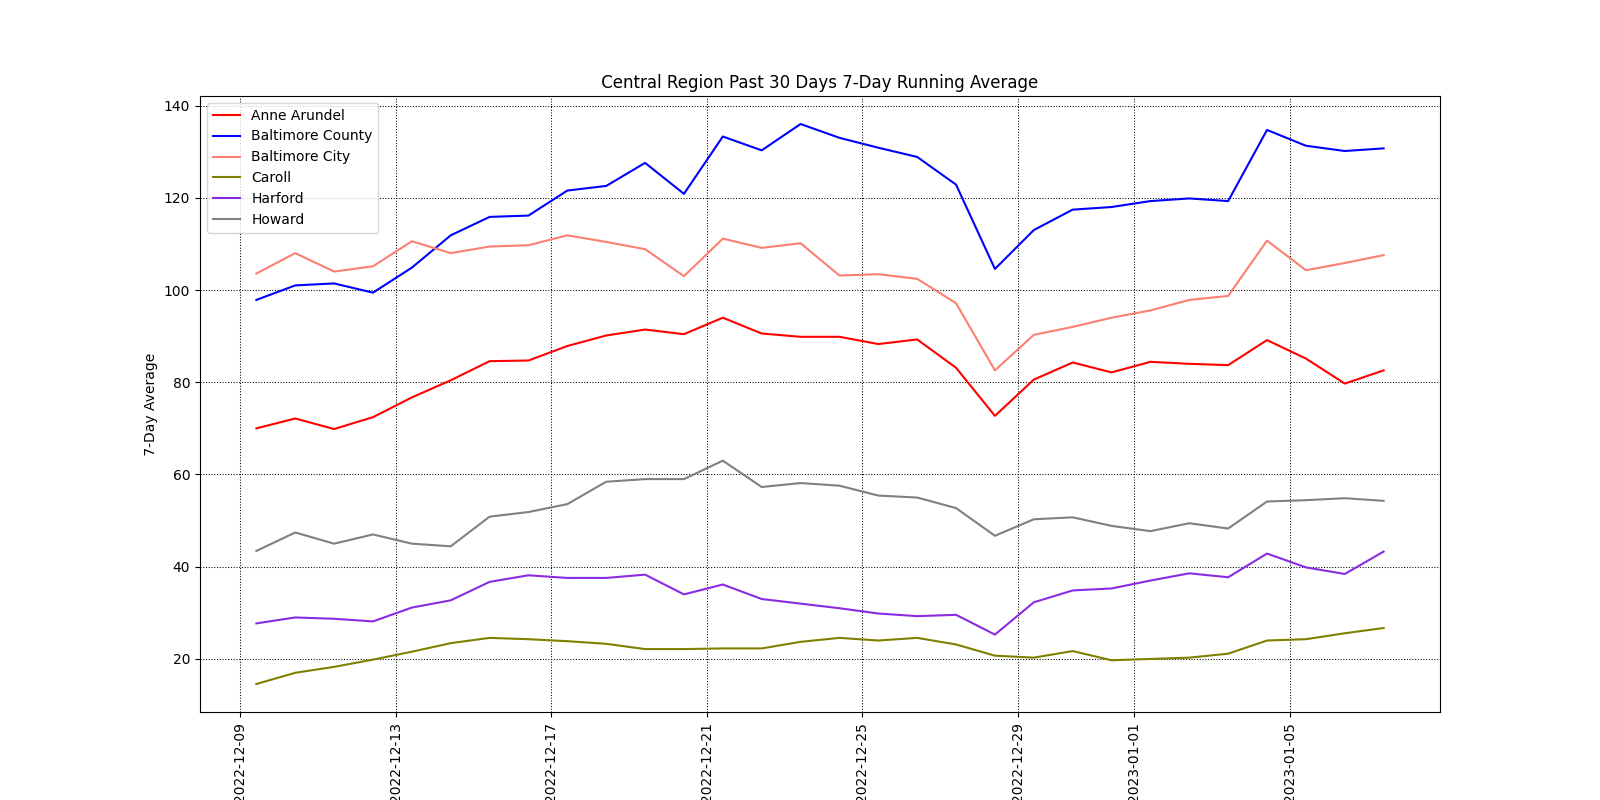 Central Region Past 30 Days 7-Day Running Average
140
120
100
80
60
40
20
7-Day Average
Anne Arundel
Baltimore County
Baltimore City
Caroll
Harford
Howard
2022-12-09
2022-12-13
2022-12-17
2022-12-21
2022-12-25
2022-12-29
2023-01-01
2023-01-05